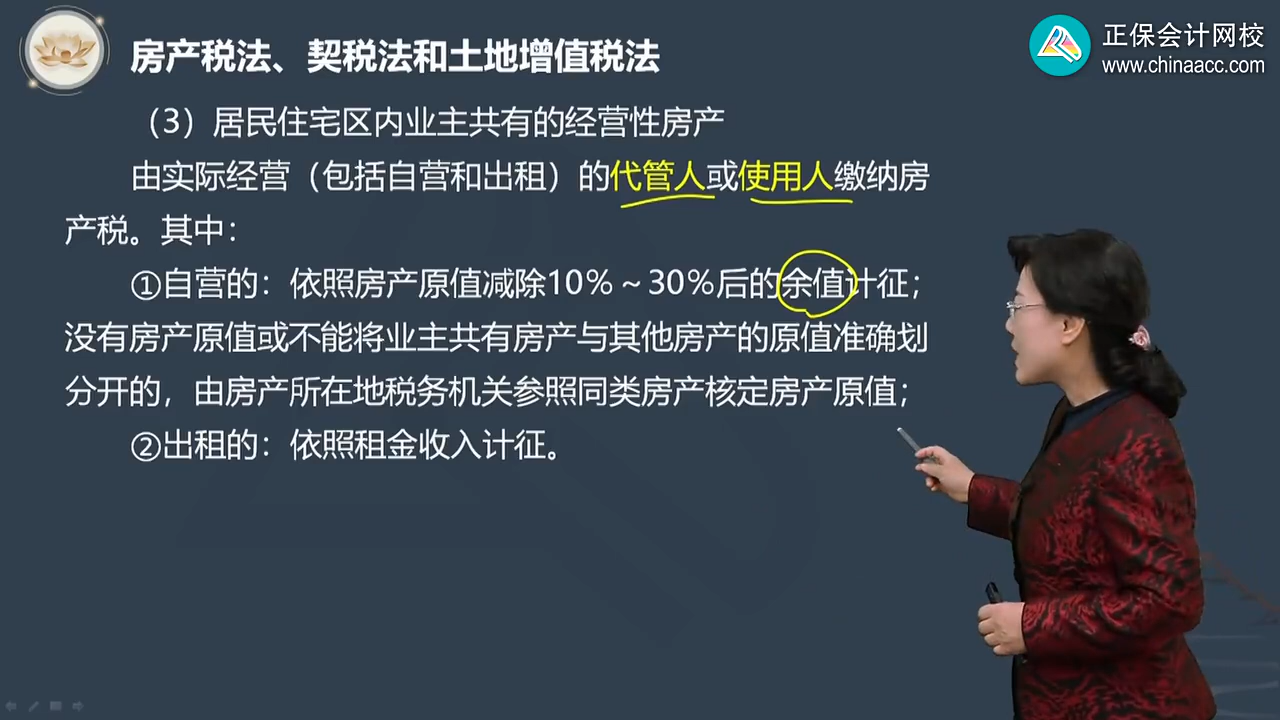 房产税法、契税法和土地增值税法
正保会计网校
www.chinaacc.com
（3）居民住宅区内业主共有的经营性房产
由实际经营（包括自营和出租）的代管人或使用人缴纳房
产税。其中：
①自营的：依照房产原值减除10%～30%后的余值计征；
没有房产原值或不能将业主共有房产与其他房产的原值准确划
分开的，由房产所在地税务机关参照同类房产核定房产原值；
②出租的：依照租金收入计征。